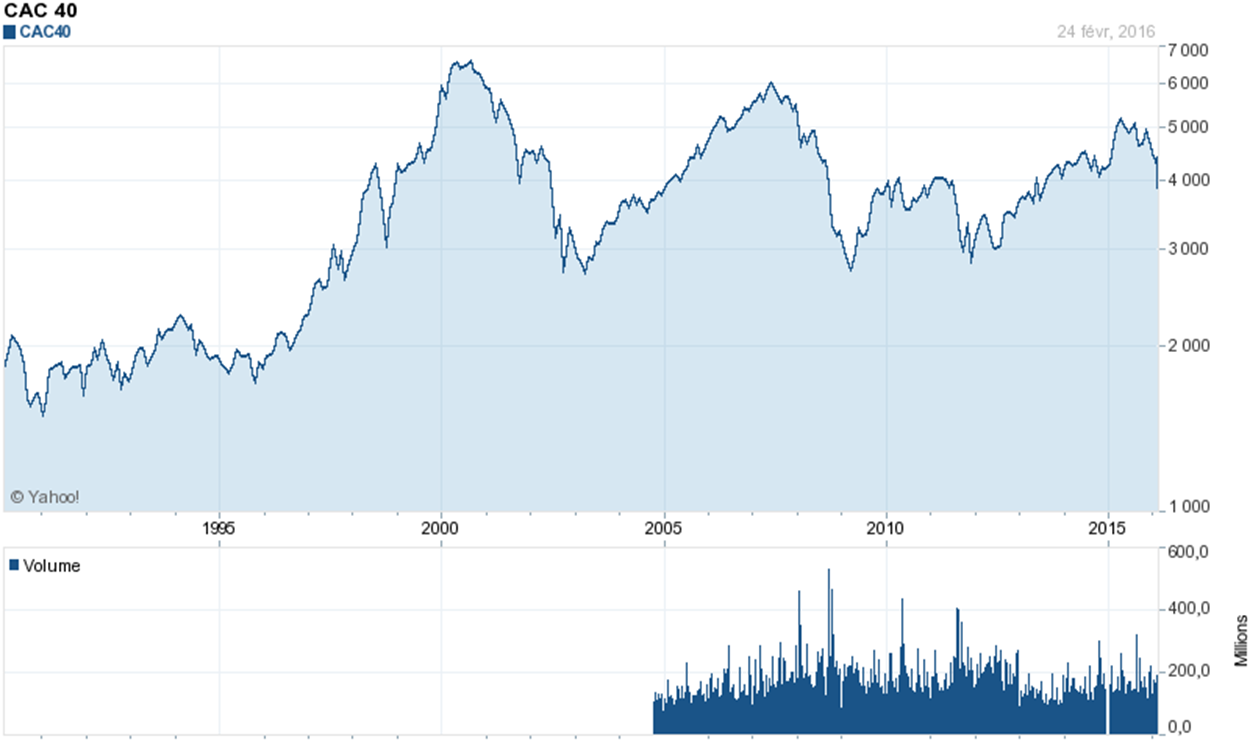 CAC 40
CAC40
24 févr, 2016
7 000
6 000
5 000
4 000
3 000
2 000
1 000
© Yahoo!
1995 2000 2005 2010 2015
Volume
600,0
400,0
200,0
0,0
Millions